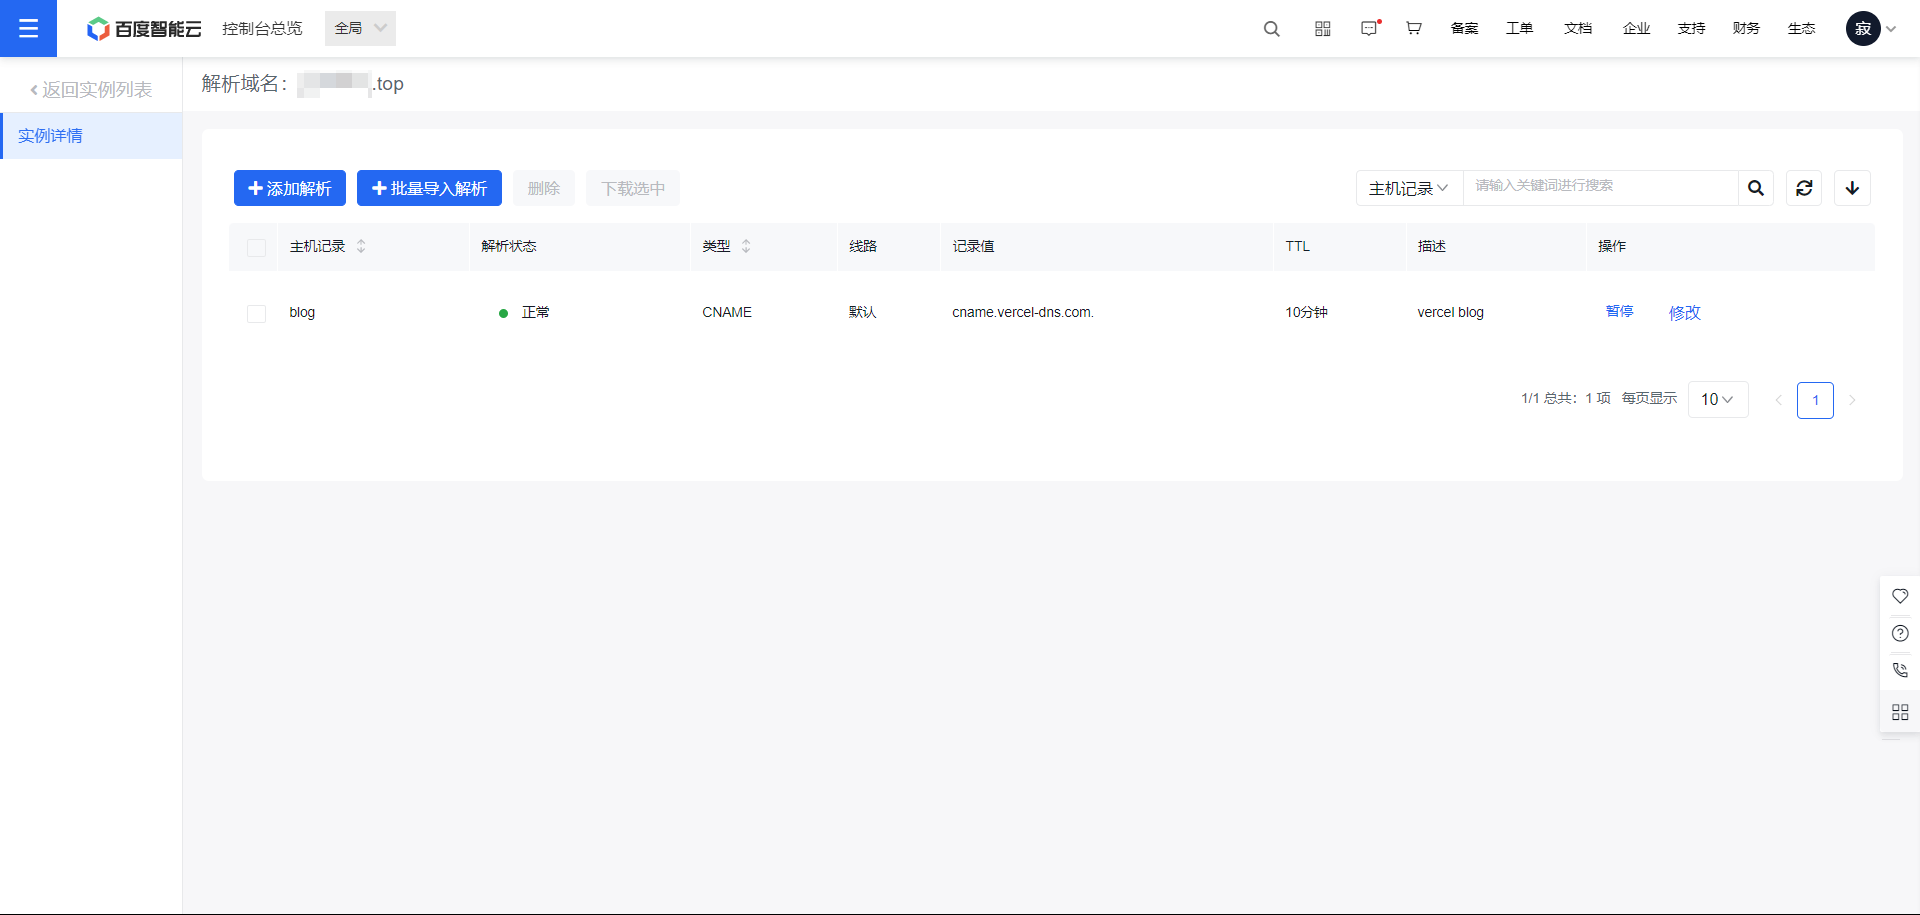 百度智能云 控制台总览 全局 备案 工单 文档 企业 支持 财务 生态 寂
返回实例列表
解析域名： .top
实例详情
添加解析 批量导入解析 删除 下载选中 主机记录 请输入关键词进行搜索
主机记录 解析状态 类型 线路 记录值 TTL 描述 操作
blog 正常 CNAME 默认 cname.vercel-dns.com. 10分钟 vercel blog 暂停 修改
1/1 总共：1 项 每页显示 10 1